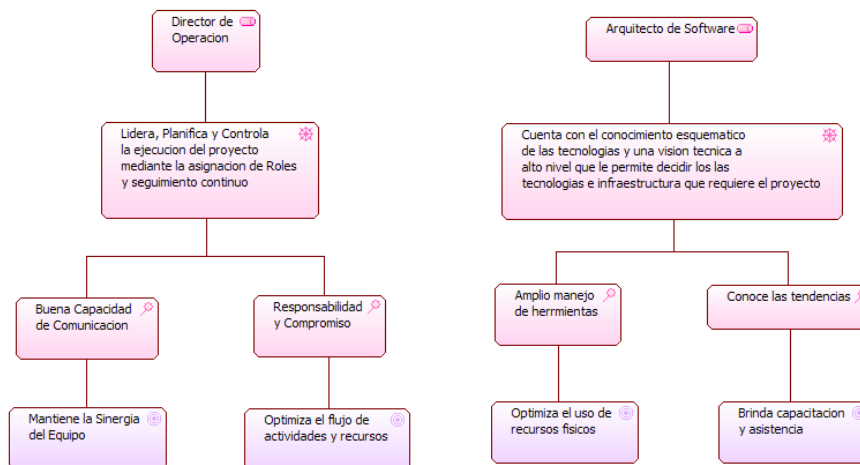 Director de
Operacion
Arquitecto de Software
Lidera, Planifica y Controla
la ejecucion del proyecto
mediante la asignacion de Roles
y seguimiento continuo
Cuenta con el conocimiento esquematico
de las tecnologias y una vision tecnica a
alto nivel que le permite decidir los las
tecnologias e infraestructura que requiere el proyecto
Buena Capacidad
de Comunicacion
Responsabilidad
y Compromiso
Amplio manejo
de herrmientas
Conoce las tendencias
Mantiene la Sinergia
del Equipo
Optimiza el flujo de
actividades y recursos
Optimiza el uso de
recursos fisicos
Brinda capacitacion
y asistencia